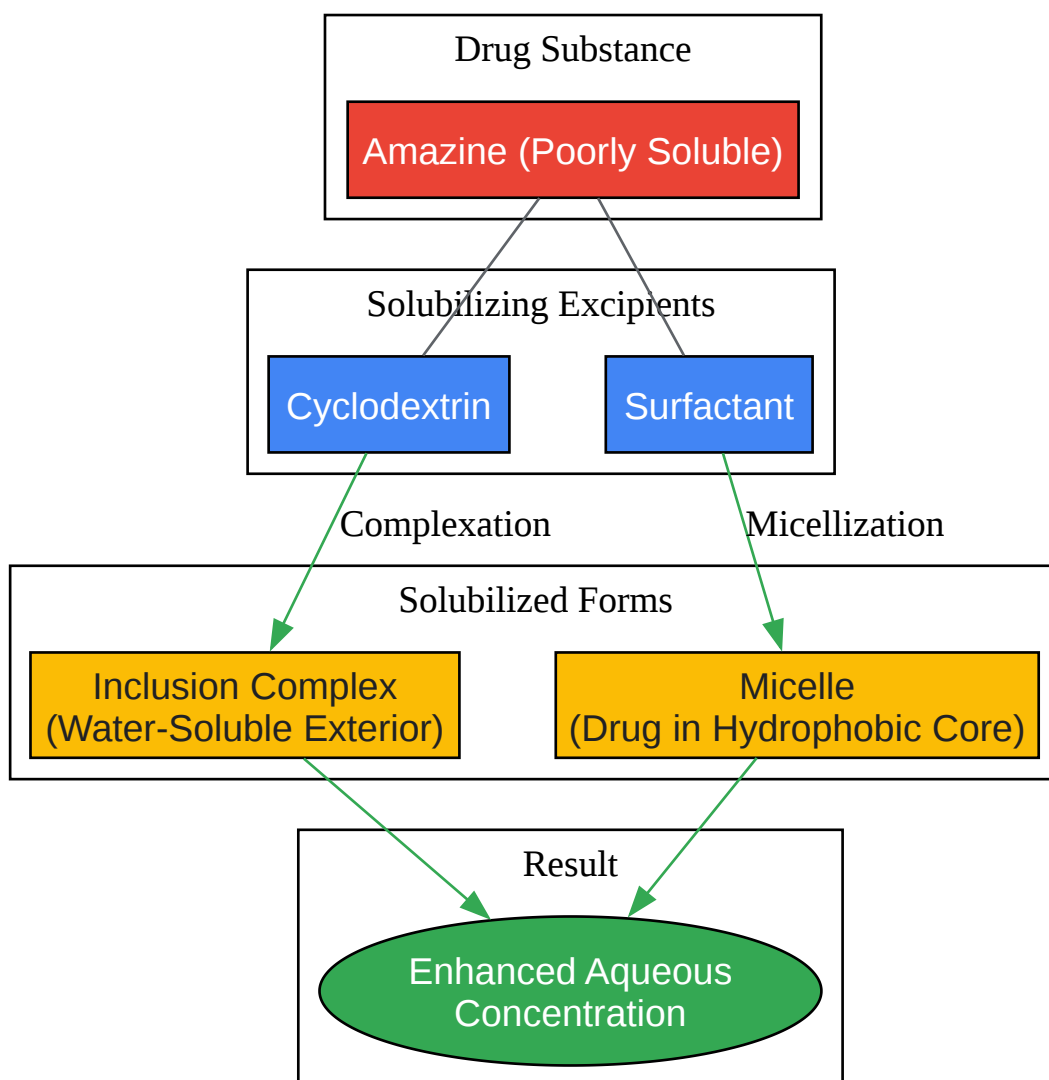 Drug Substance
Amazine (Poorly Soluble)
Solubilizing Excipients
Cyclodextrin
Surfactant
Complexation
Micellization
Solubilized Forms
Inclusion Complex
(Water-Soluble Exterior)
Micelle
(Drug in Hydrophobic Core)
Result
Enhanced Aqueous
Concentration